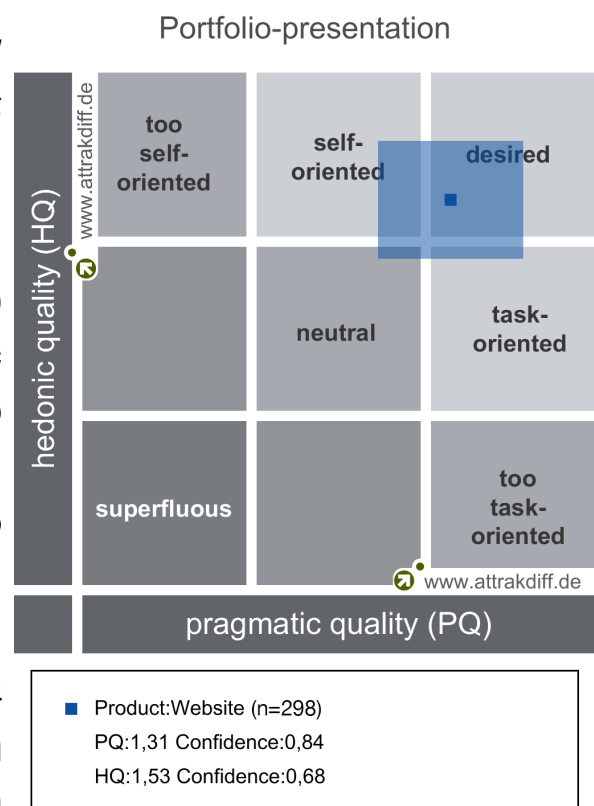 Portfolio-presentation
www.attrakdiff.de
hedonic quality (HQ)
too
self-
oriented
self-
oriented
desired
neutral
task-
oriented
superfluous
too
task-
oriented
www.attrakdiff.de
pragmatic quality (PQ)
Product:Website (n=298)
PQ:1,31 Confidence:0,84
HQ:1,53 Confidence:0,68